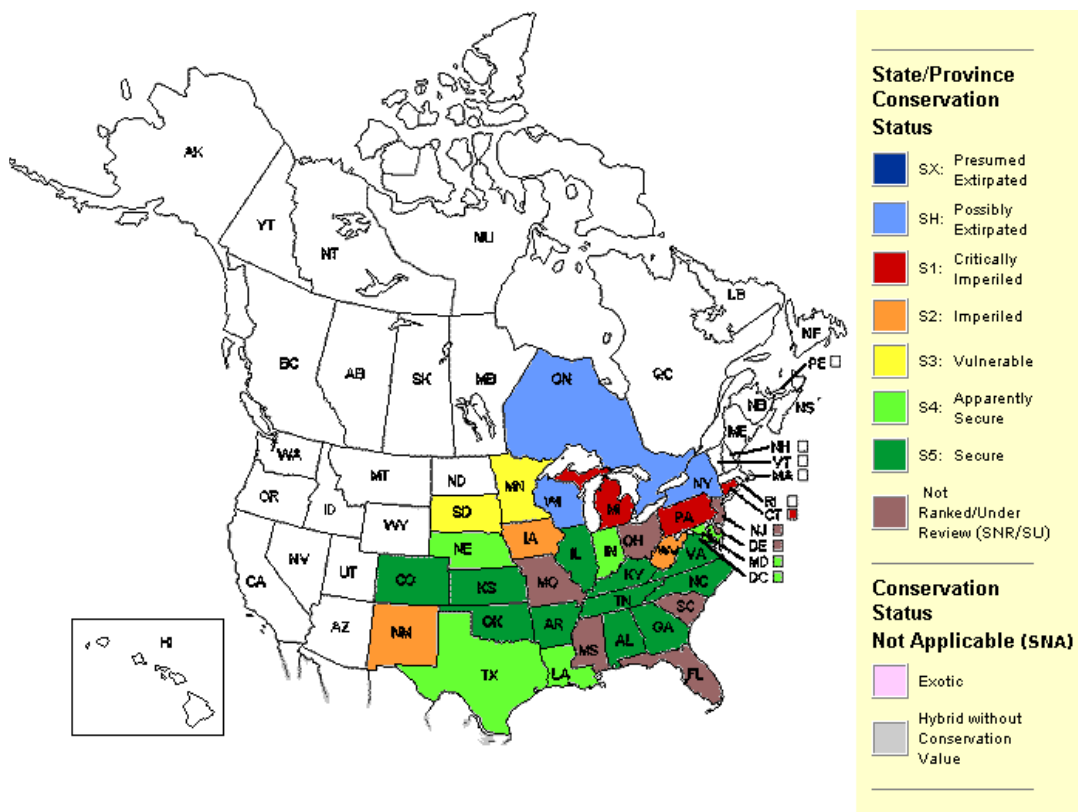 AK
YT
NT
NU
BC
AB
SK
MB
ON
QC
LB
NF
PE
NB
NS
ME
NH
VT
MA
RI
CT
NJ
DE
MD
DC
WA
OR
ID
MT
ND
MN
WI
MI
NY
PA
SD
WY
NE
IA
IL
IN
OH
WV
VA
CA
NV
UT
CO
KS
MO
KY
NC
TN
SC
AZ
NM
OK
AR
MS
AL
GA
TX
LA
FL
HI
State/Province
Conservation
Status
SX: Presumed
Extirpated
SH: Possibly
Extirpated
S1: Critically
Imperiled
S2: Imperiled
S3: Vulnerable
S4: Apparently
Secure
S5: Secure
Not
Ranked/Under
Review (SNR/SU)
Conservation
Status
Not Applicable (SNA)
Exotic
Hybrid without
Conservation
Value